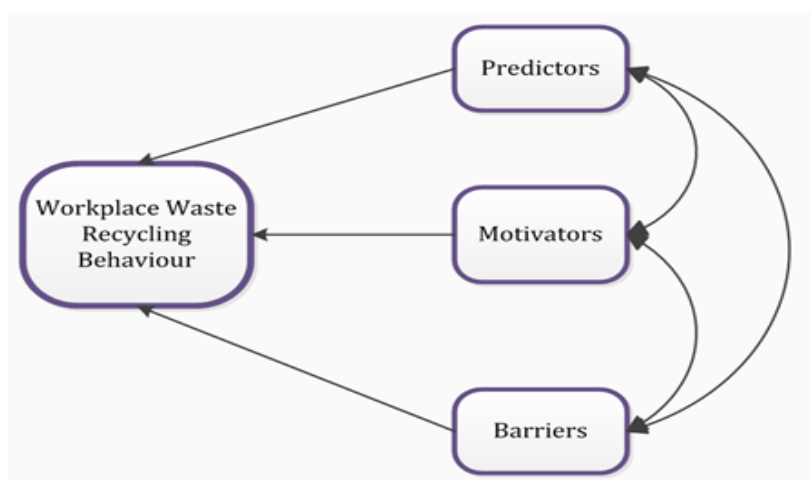 Predictors
Workplace Waste
Recycling
Behaviour
Motivators
Barriers